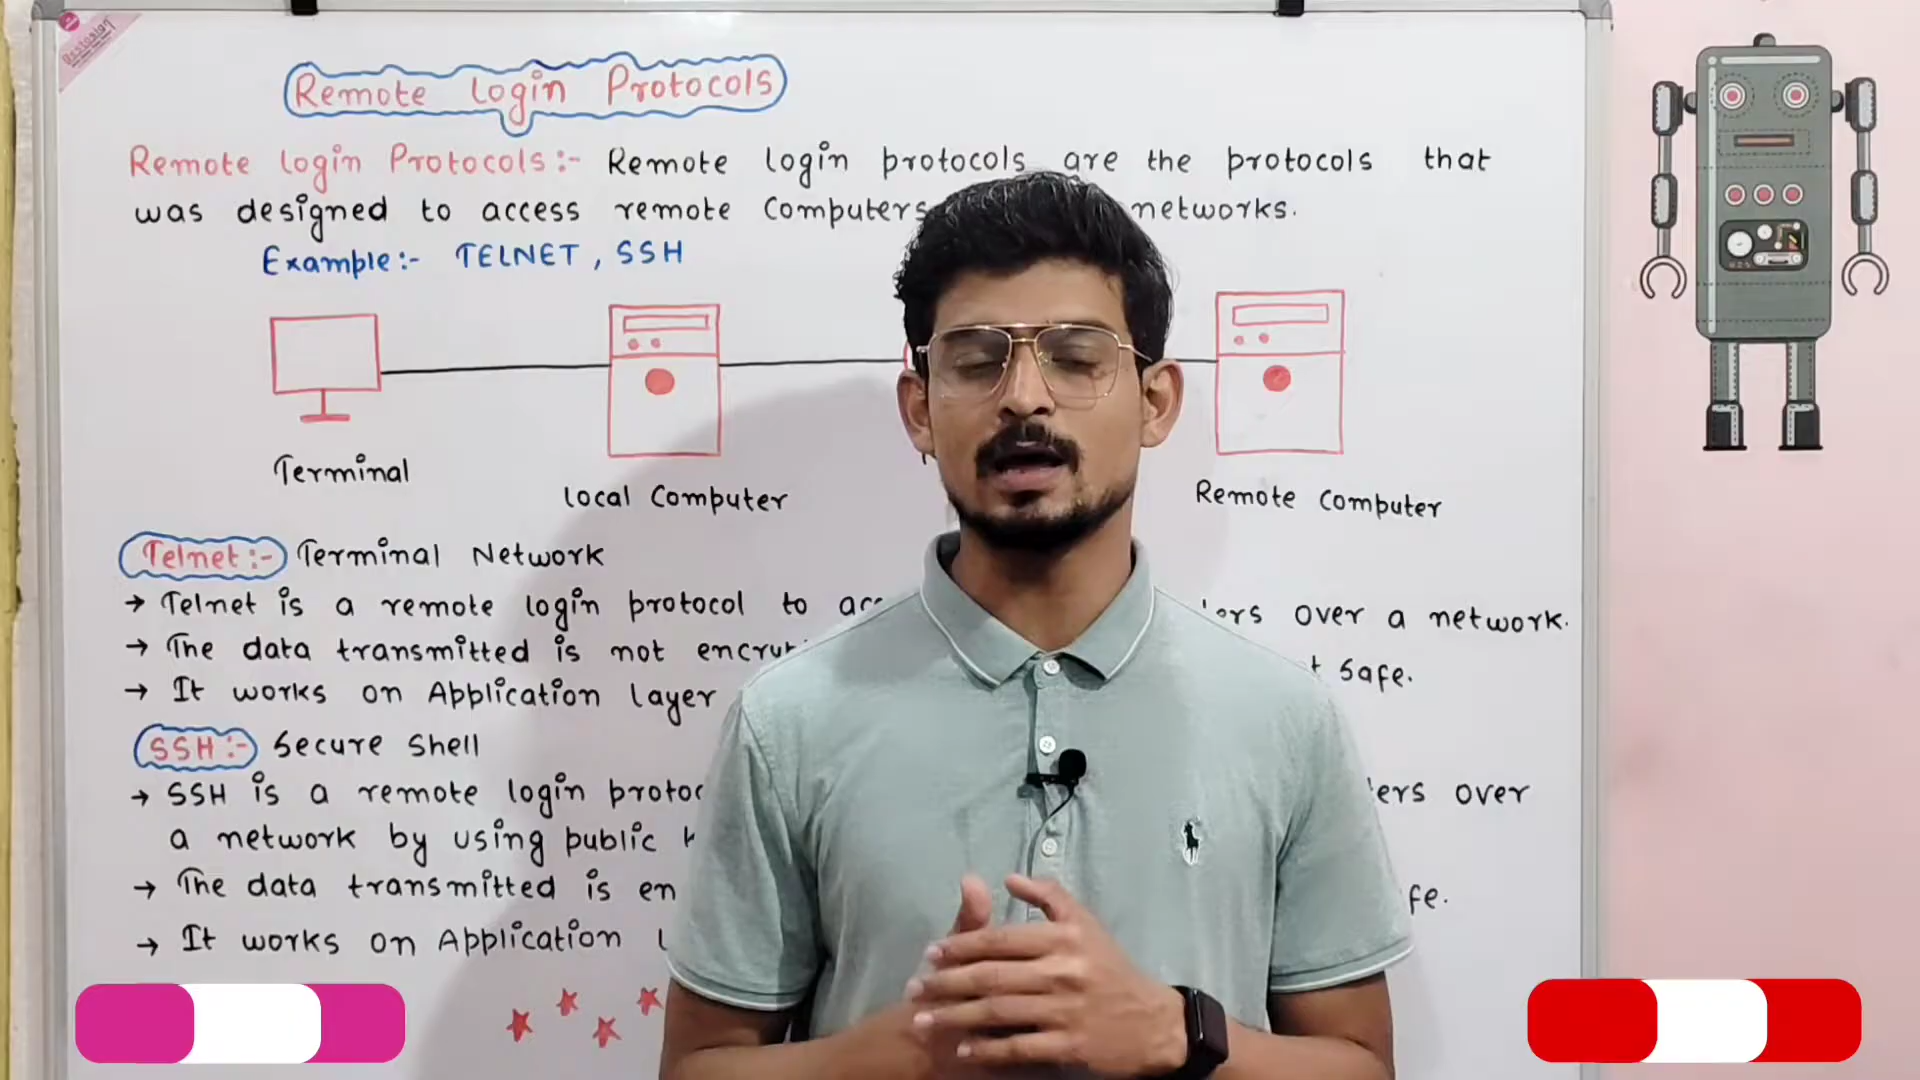 Remote Login Protocols
Remote Login Protocols:- Remote login protocols are the protocols that
was designed to access remote Computers networks.
Example:- TELNET, SSH
Terminal
Local Computer
Remote Computer
Telnet:- Terminal Network
→ Telnet is a remote login protocol to over a network.
→ The data transmitted is not Safe.
→ It works on Application layer
SSH:- Secure Shell
→ SSH is a remote login over
a network by using public
→ The data transmitted is
→ It works on Application